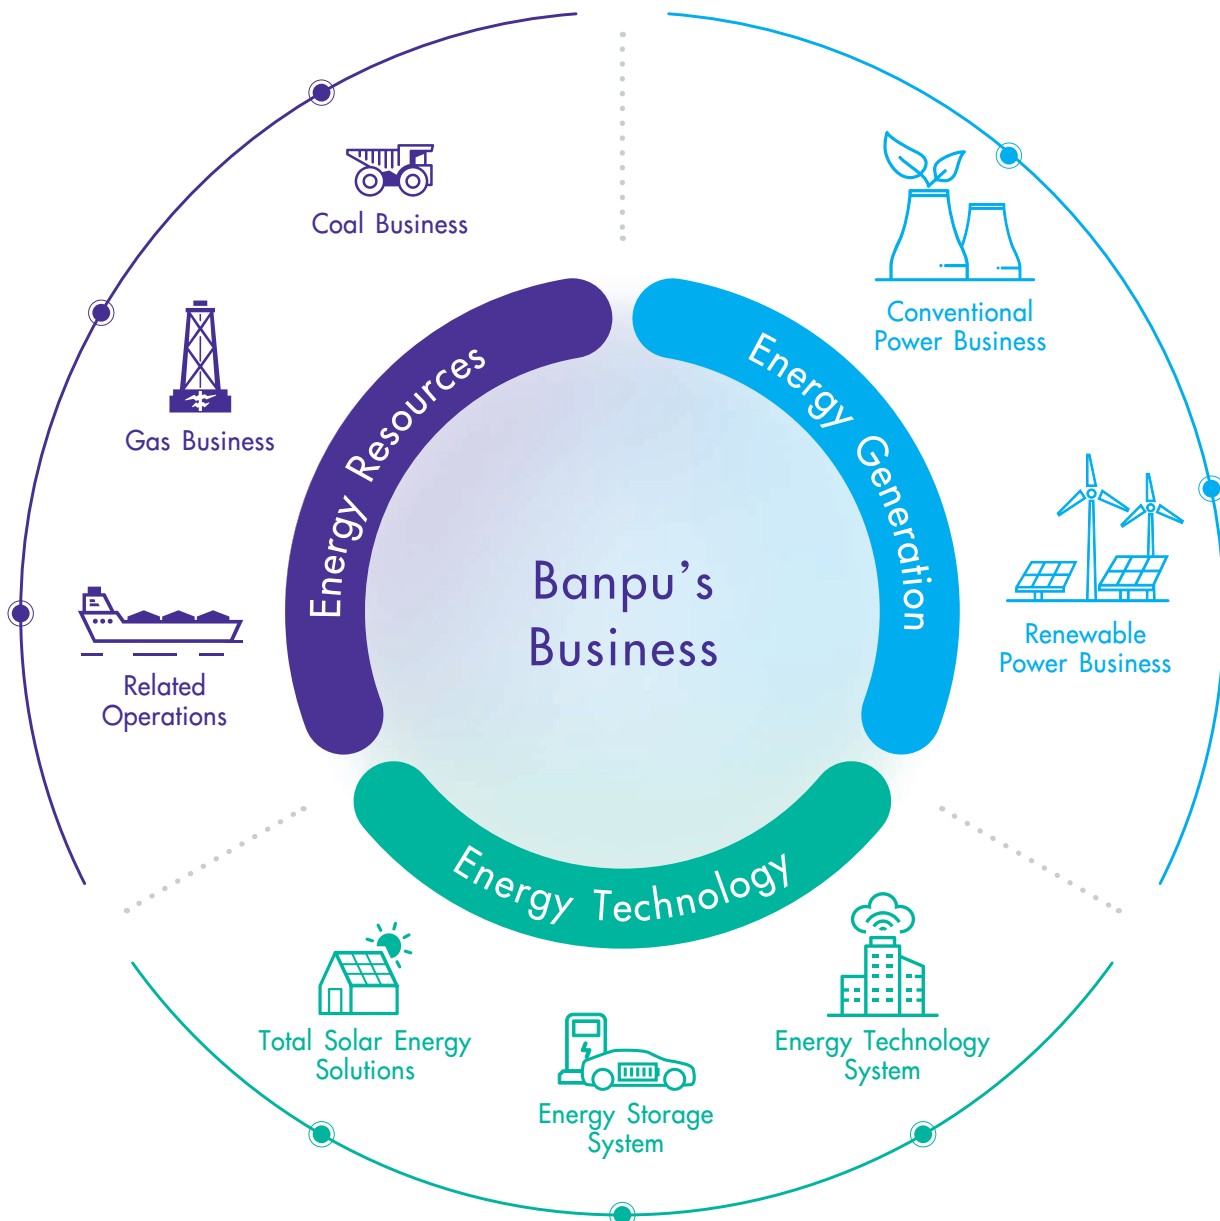 Coal Business
Gas Business
Related
Operations
Energy Resources
Conventional
Power Business
Renewable
Power Business
Energy Generation
Banpu’s
Business
Energy Technology
Total Solar Energy
Solutions
Energy Storage
System
Energy Technology
System